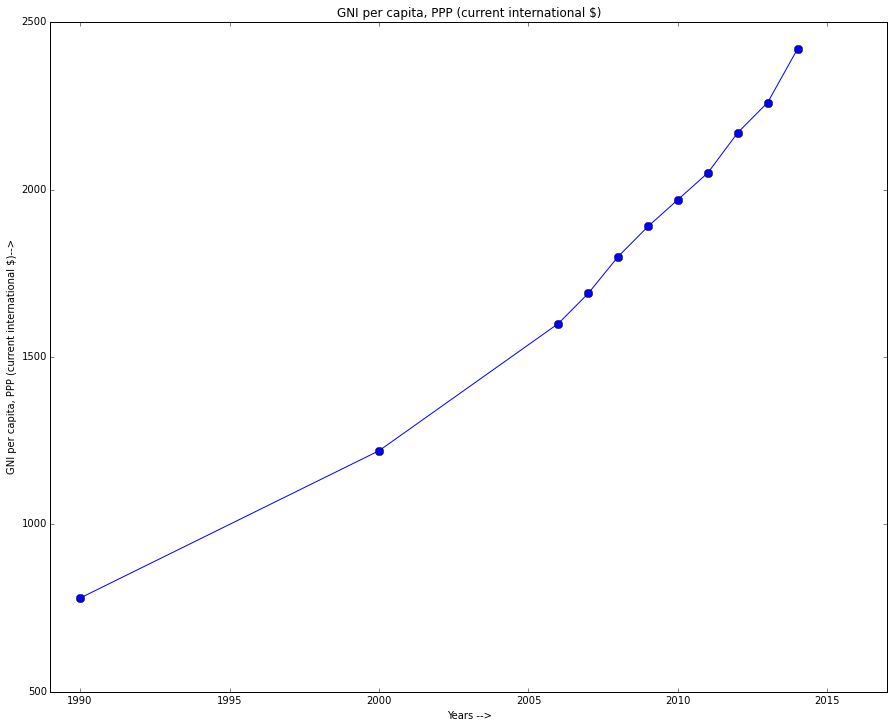 GNI per capita, PPP (current international $)
2500
2000
1500
1000
500
GNI per capita, PPP (current international $)-->
1990 1995 2000 2005 2010 2015
Years -->